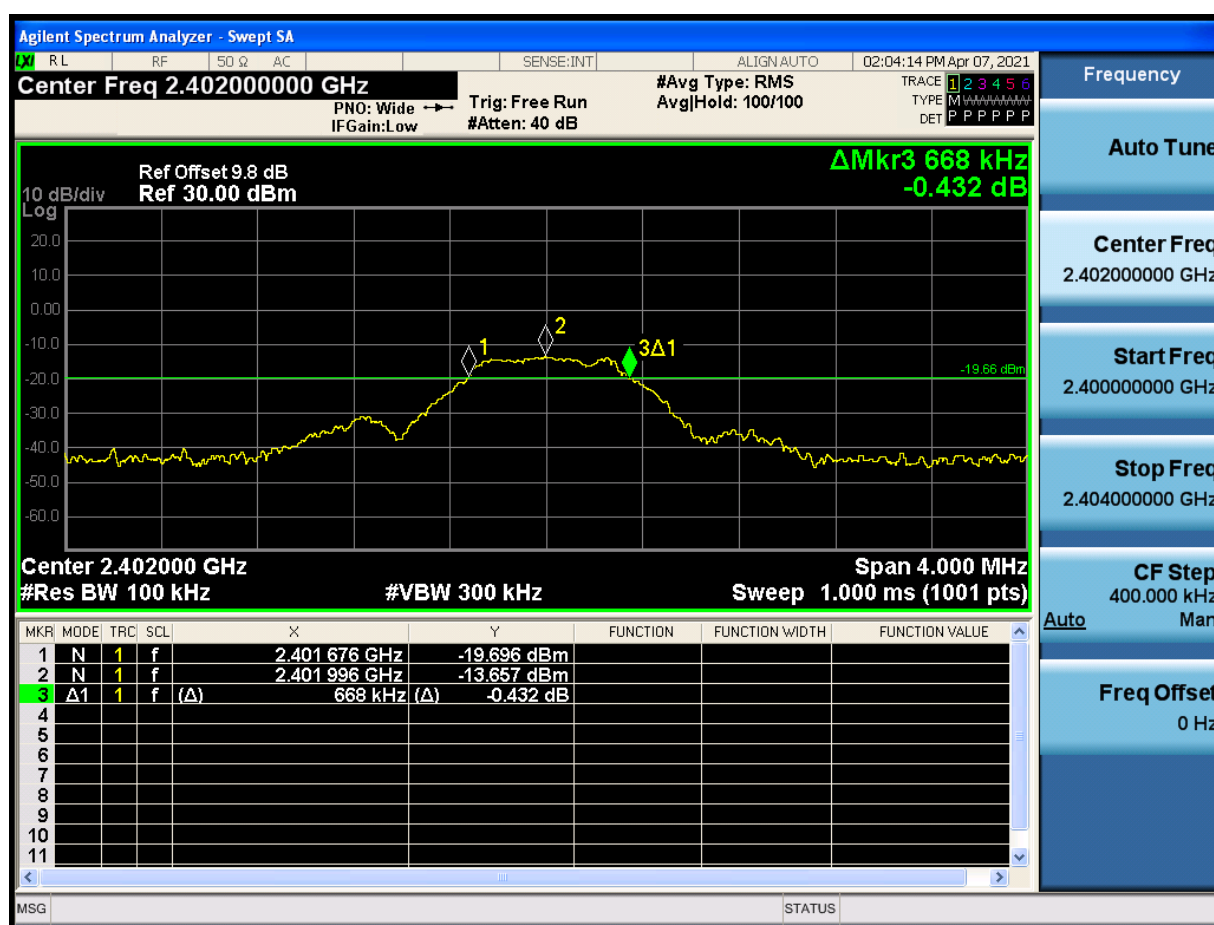 Agilent Spectrum Analyzer - Swept SA
LXI RL RF 50 Ω AC SENSE:INT ALIGN AUTO 02:04:14 PM Apr 07, 2021
Center Freq 2.402000000 GHz
PNO: Wide
IFGain:Low
Trig: Free Run
#Atten: 40 dB
#Avg Type: RMS
Avg|Hold: 100/100
TRACE 1 2 3 4 5 6
TYPE M
DET P P P P P P
ΔMkr3 668 kHz
-0.432 dB
Ref Offset 9.8 dB
10 dB/div Ref 30.00 dBm
Log
20.0
10.0
0.00
-10.0
-20.0
-30.0
-40.0
-50.0
-60.0
1
2
3Δ1
-19.66 dBm
Center 2.402000 GHz Span 4.000 MHz
#Res BW 100 kHz #VBW 300 kHz Sweep 1.000 ms (1001 pts)
MKR MODE TRC SCL X Y FUNCTION FUNCTION WIDTH FUNCTION VALUE
1 N 1 f 2.401 676 GHz -19.696 dBm
2 N 1 f 2.401 996 GHz -13.657 dBm
3 Δ1 1 f (Δ) 668 kHz (Δ) -0.432 dB
4
5
6
7
8
9
10
11
MSG STATUS
Frequency
Auto Tune
Center Freq
2.402000000 GHz
Start Freq
2.400000000 GHz
Stop Freq
2.404000000 GHz
CF Step
400.000 kHz
Auto Man
Freq Offset
0 Hz